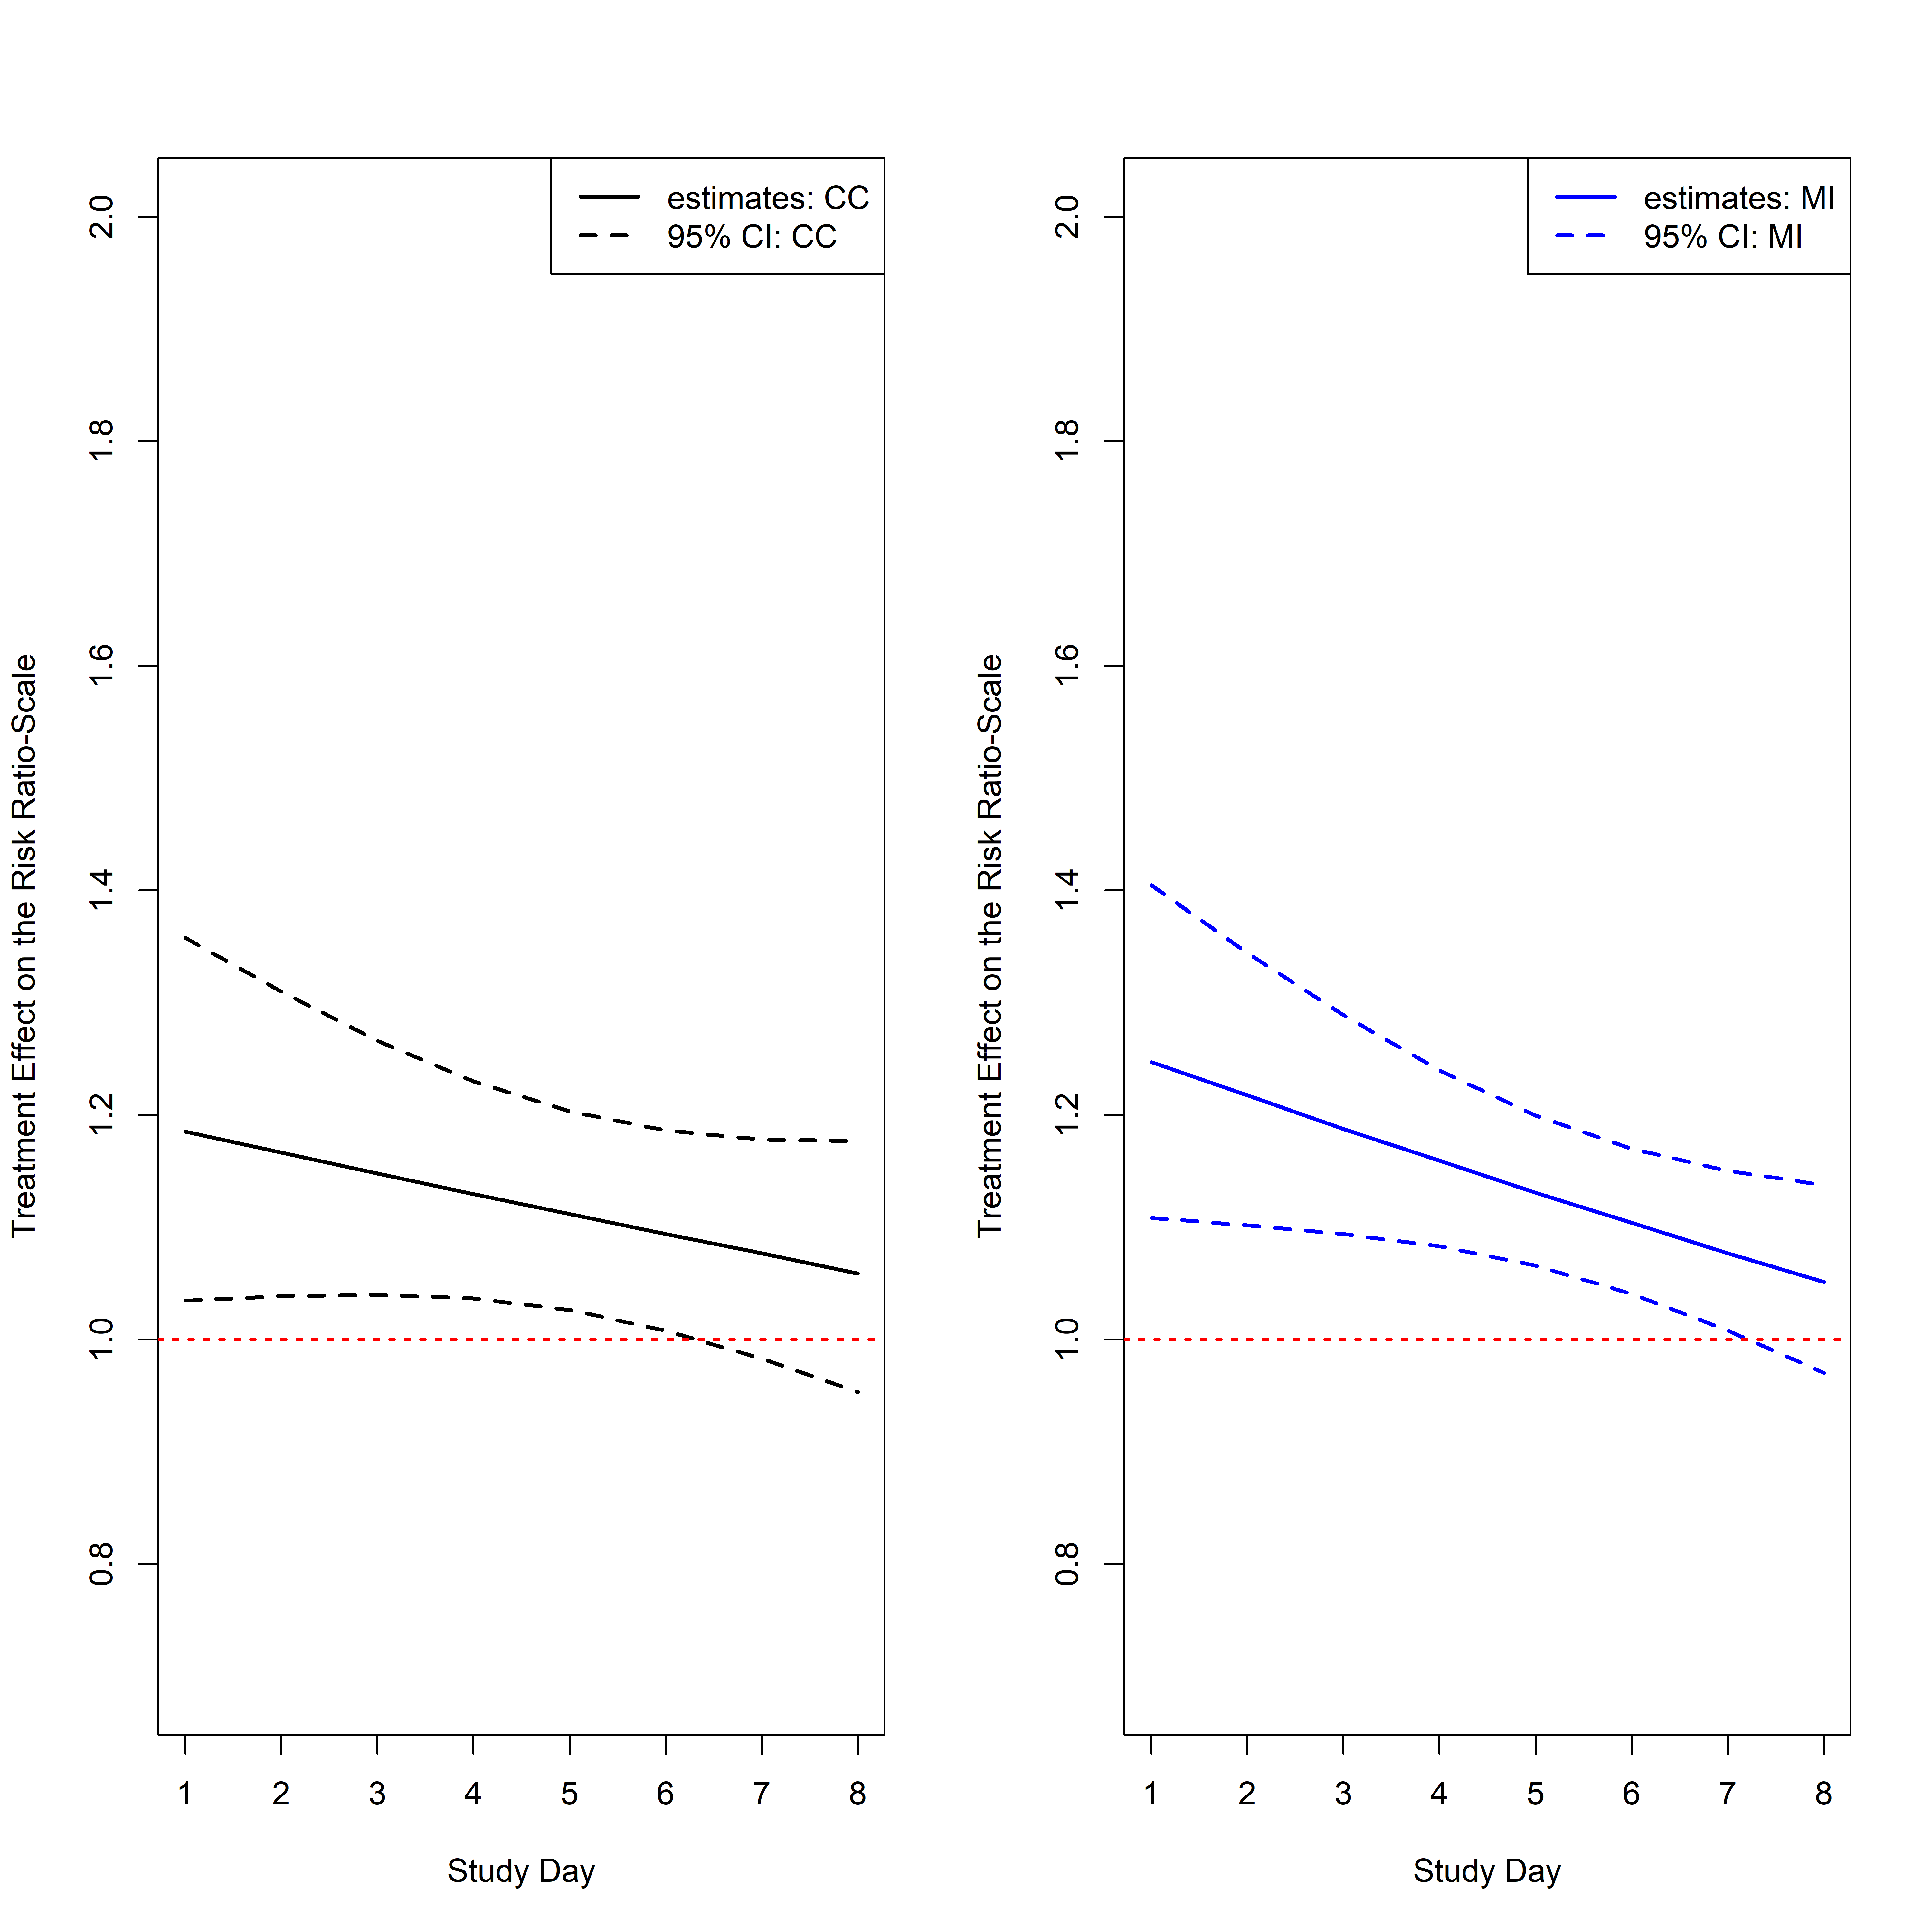 estimates: CC
95% CI: CC
2.0
1.8
1.6
1.4
1.2
1.0
0.8
Treatment Effect on the Risk Ratio-Scale
1 2 3 4 5 6 7 8
Study Day
estimates: MI
95% CI: MI
2.0
1.8
1.6
1.4
1.2
1.0
0.8
Treatment Effect on the Risk Ratio-Scale
1 2 3 4 5 6 7 8
Study Day